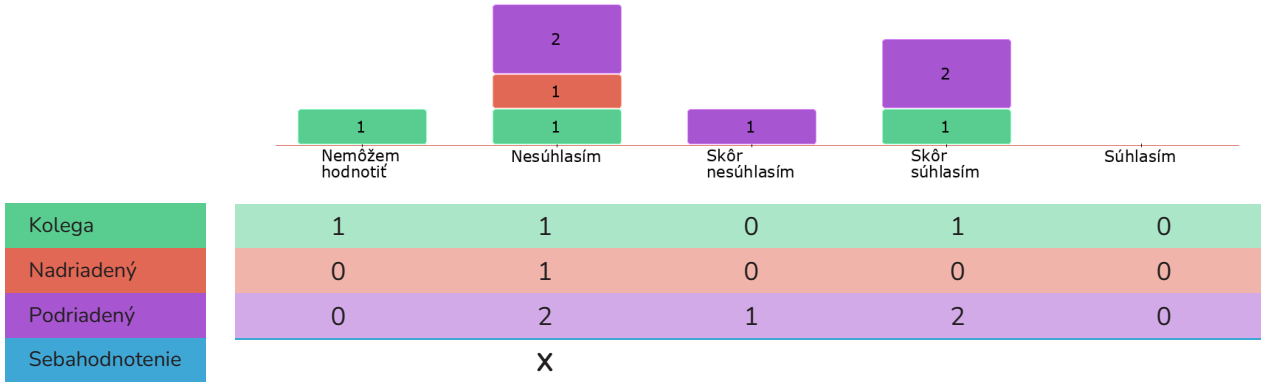 2
1
2
1
1
1
1
Nemôžem
hodnotiť
Nesúhlasím
Skôr
nesúhlasím
Skôr
súhlasím
Súhlasím
Kolega 1 1 0 1 0
Nadriadený 0 1 0 0 0
Podriadený 0 2 1 2 0
Sebahodnotenie x